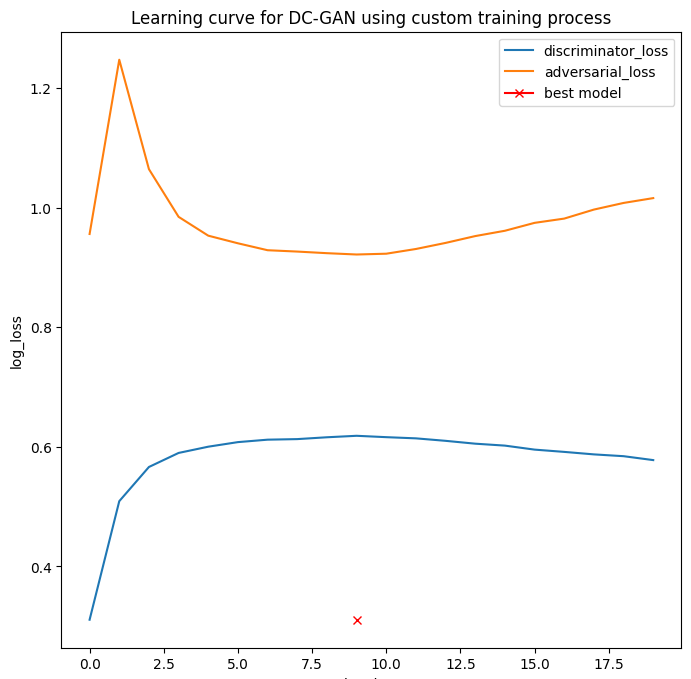 Learning curve for DC-GAN using custom training process
discriminator_loss
adversarial_loss
best model
log_loss
1.2
1.0
0.8
0.6
0.4
0.0
2.5
5.0
7.5
10.0
12.5
15.0
17.5